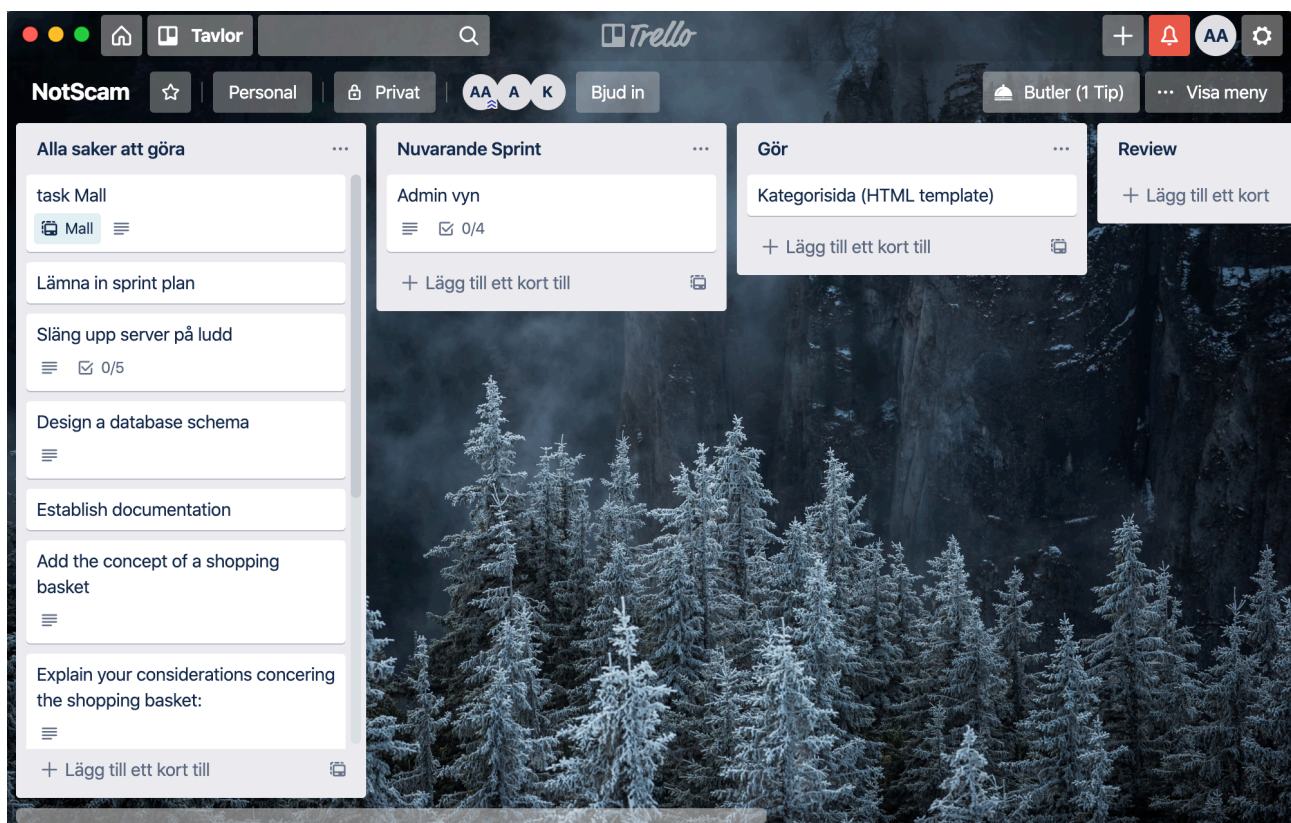 Tavlor
Trello
AA
NotScam
Personal
Privat
AA
A
K
Bjud in
Butler (1 Tip)
Visa meny
Alla saker att göra
task Mall
Mall
Lämna in sprint plan
Släng upp server på ludd
0/5
Design a database schema
Establish documentation
Add the concept of a shopping
basket
Explain your considerations concering
the shopping basket:
Lägg till ett kort till
Nuvarande Sprint
Admin vyn
0/4
Lägg till ett kort till
Gör
Kategorisida (HTML template)
Lägg till ett kort till
Review
Lägg till ett kort